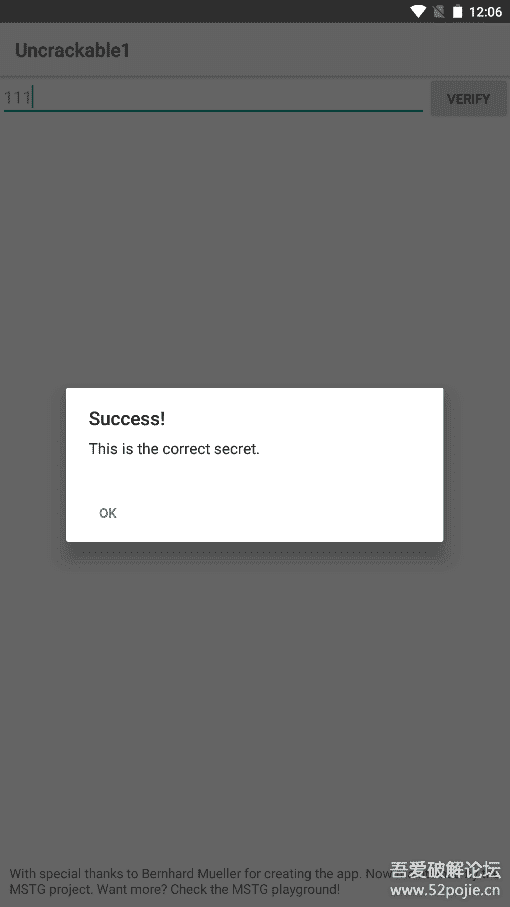 12:06
Uncrackable1
111
VERIFY
Success!
This is the correct secret.
OK
With special thanks to Bernhard Mueller for creating the app. Now
MSTG project. Want more? Check the MSTG playground!
吾爱破解论坛
www.52pojie.cn